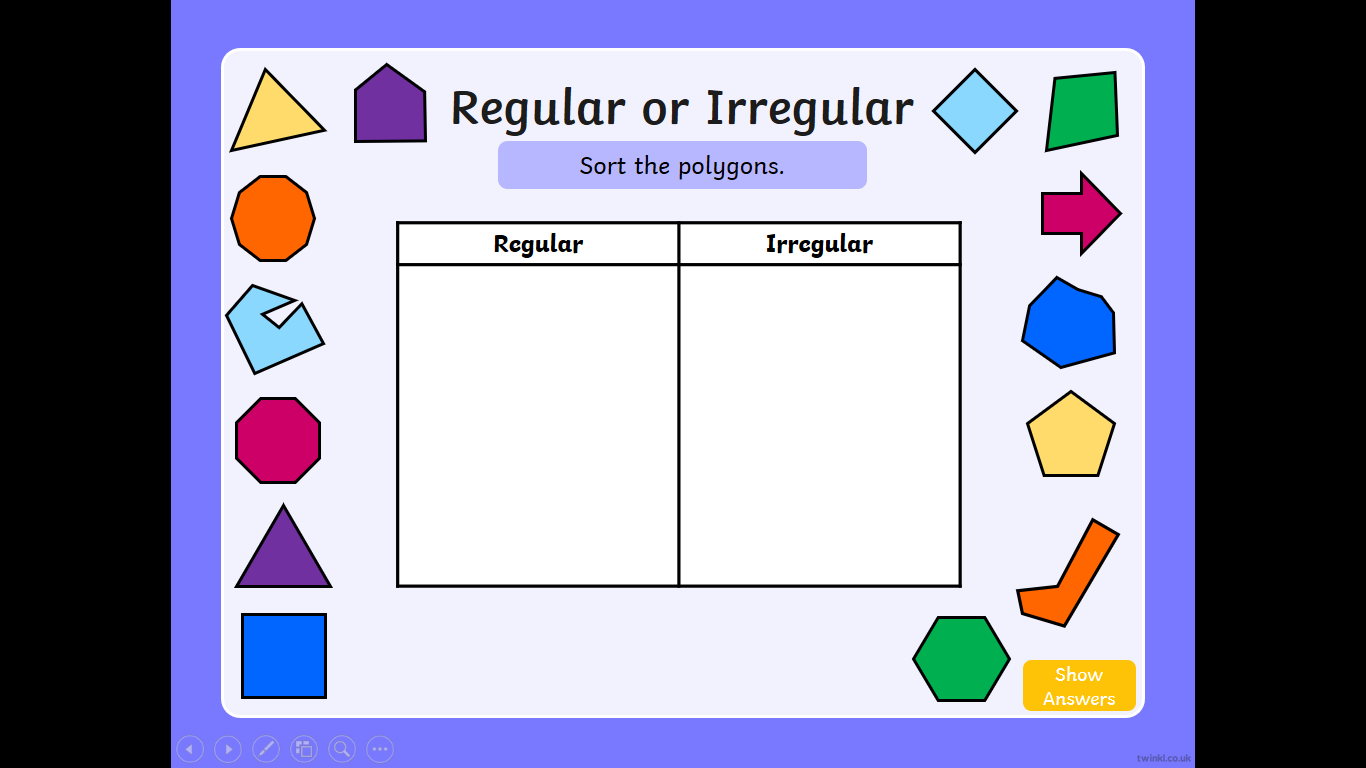 Regular or Irregular
Sort the polygons.
Regular
Irregular
Show
Answers
twinkl.co.uk